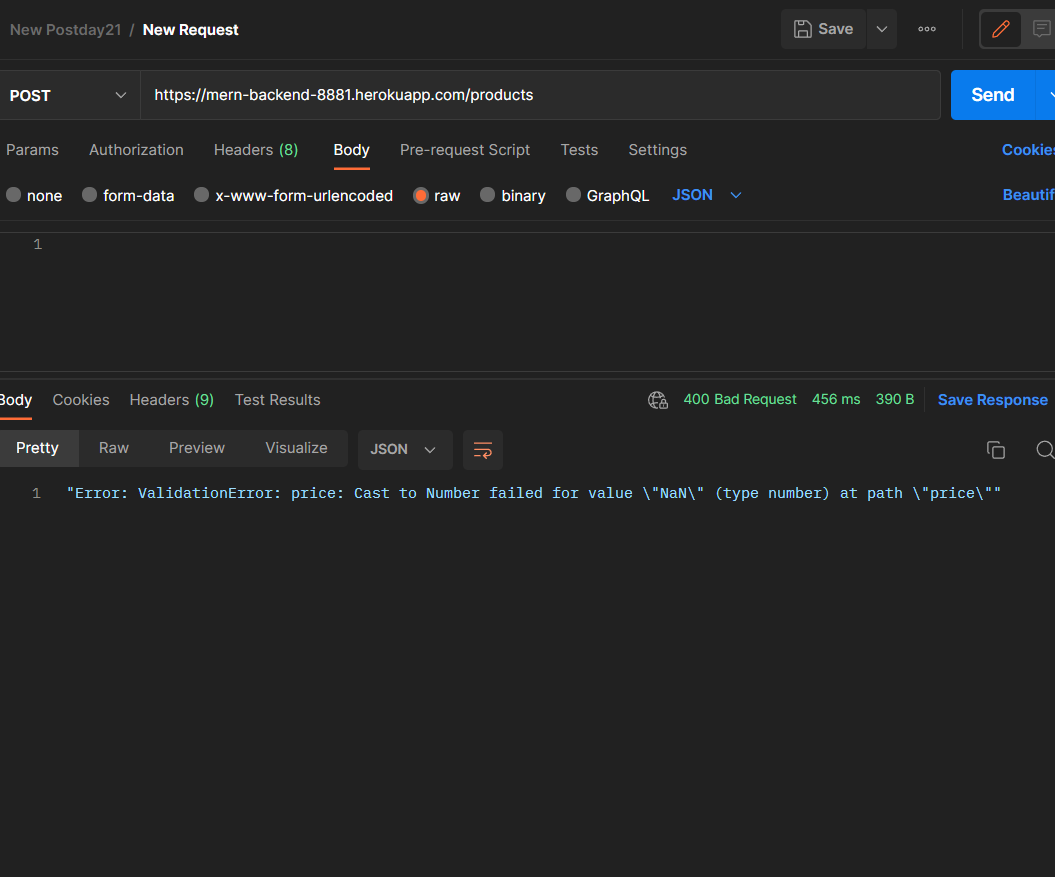 New Postday21 / New Request Save
POST https://mern-backend-8881.herokuapp.com/products Send
Params Authorization Headers (8) Body Pre-request Script Tests Settings Cookies
none form-data x-www-form-urlencoded raw binary GraphQL JSON Beautif
1
Body Cookies Headers (9) Test Results 400 Bad Request 456 ms 390 B Save Response
Pretty Raw Preview Visualize JSON
1 "Error: ValidationError: price: Cast to Number failed for value \"NaN\" (type number) at path \"price\""